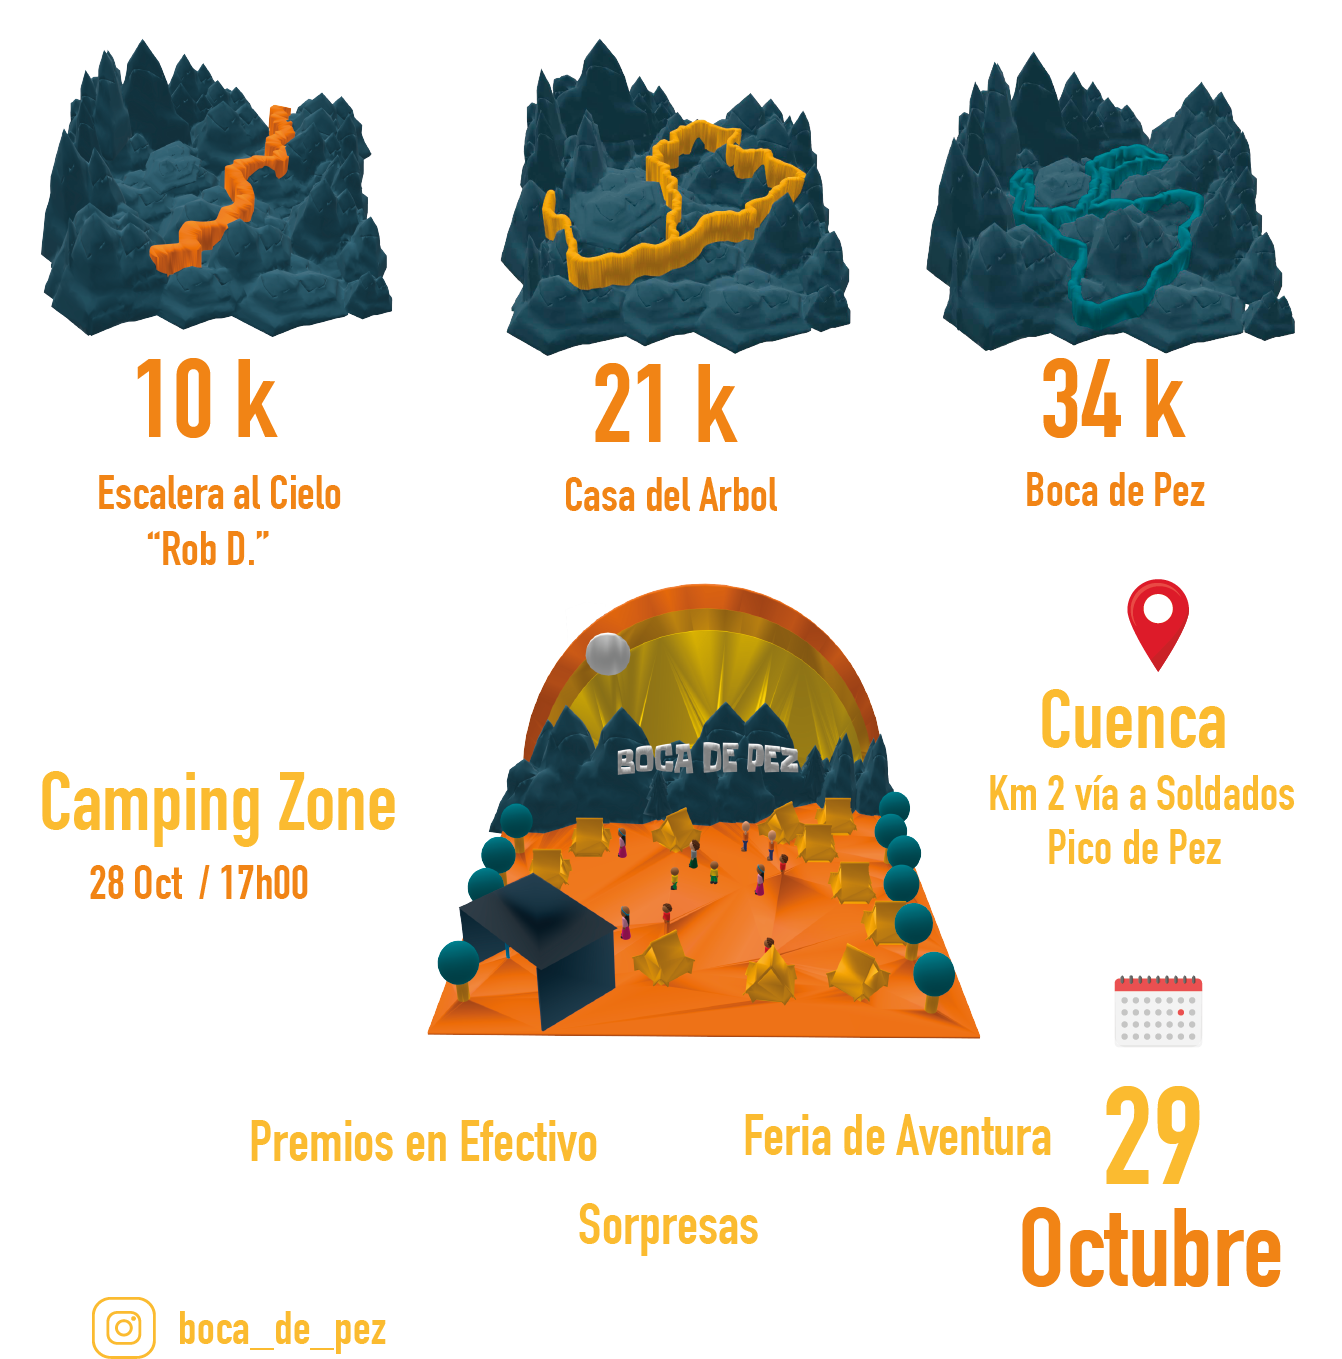 10 k
Escalera al Cielo
“Rob D.”
21 k
Casa del Arbol
34 k
Boca de Pez
BOCA DE PEZ
Camping Zone
28 Oct / 17h00
Cuenca
Km 2 vía a Soldados
Pico de Pez
29
Octubre
Premios en Efectivo
Feria de Aventura
Sorpresas
boca_de_pez